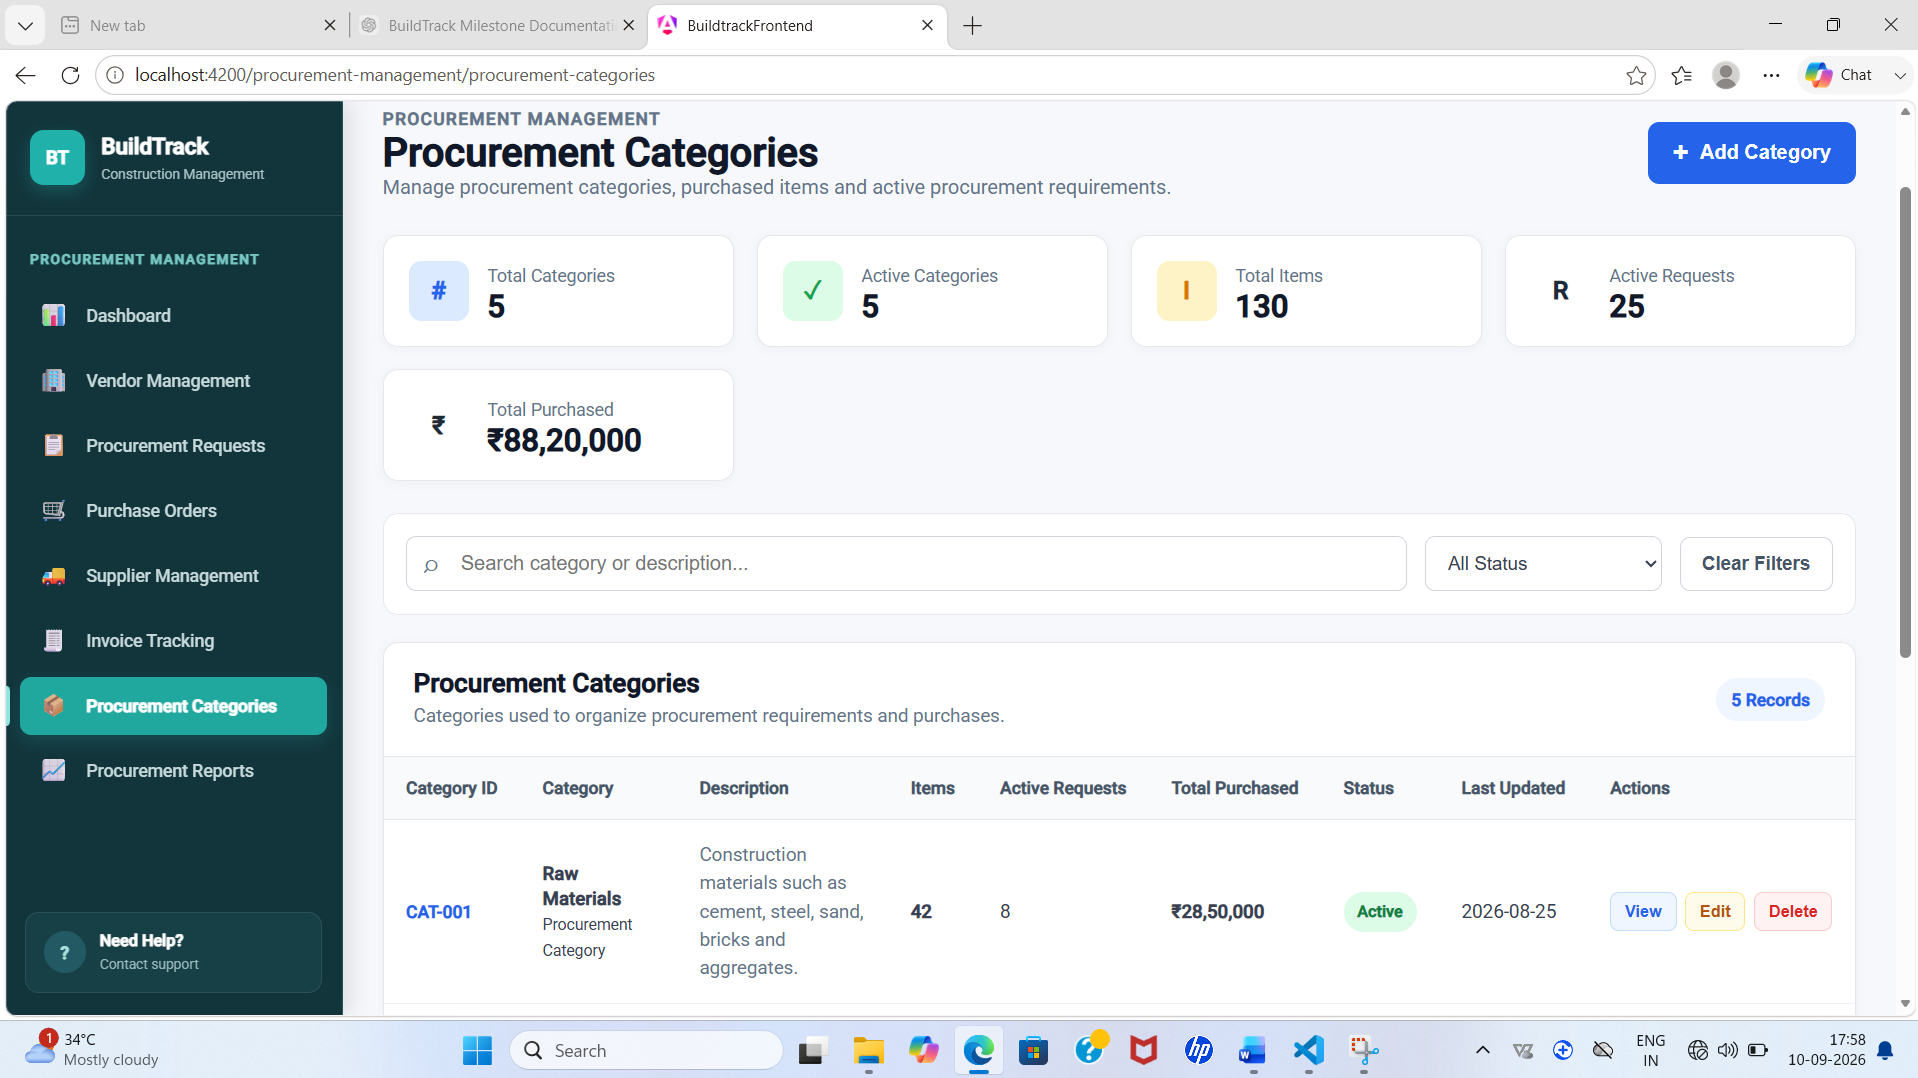 New tab
BuildTrack Milestone Documentati
BuildtrackFrontend
localhost:4200/procurement-management/procurement-categories
Chat
BT
BuildTrack
Construction Management
PROCUREMENT MANAGEMENT
Dashboard
Vendor Management
Procurement Requests
Purchase Orders
Supplier Management
Invoice Tracking
Procurement Categories
Procurement Reports
?
Need Help?
Contact support
PROCUREMENT MANAGEMENT
Procurement Categories
Manage procurement categories, purchased items and active procurement requirements.
+ Add Category
# Total Categories
5
✓ Active Categories
5
I Total Items
130
R Active Requests
25
₹ Total Purchased
₹88,20,000
Search category or description...
All Status
Clear Filters
Procurement Categories
Categories used to organize procurement requirements and purchases.
5 Records
Category ID Category Description Items Active Requests Total Purchased Status Last Updated Actions
CAT-001
Raw
Materials
Procurement
Category
Construction
materials such as
cement, steel, sand,
bricks and
aggregates.
42
8
₹28,50,000
Active
2026-08-25
View Edit Delete
1
34°C
Mostly cloudy
Search
ENG
IN
17:58
10-09-2026